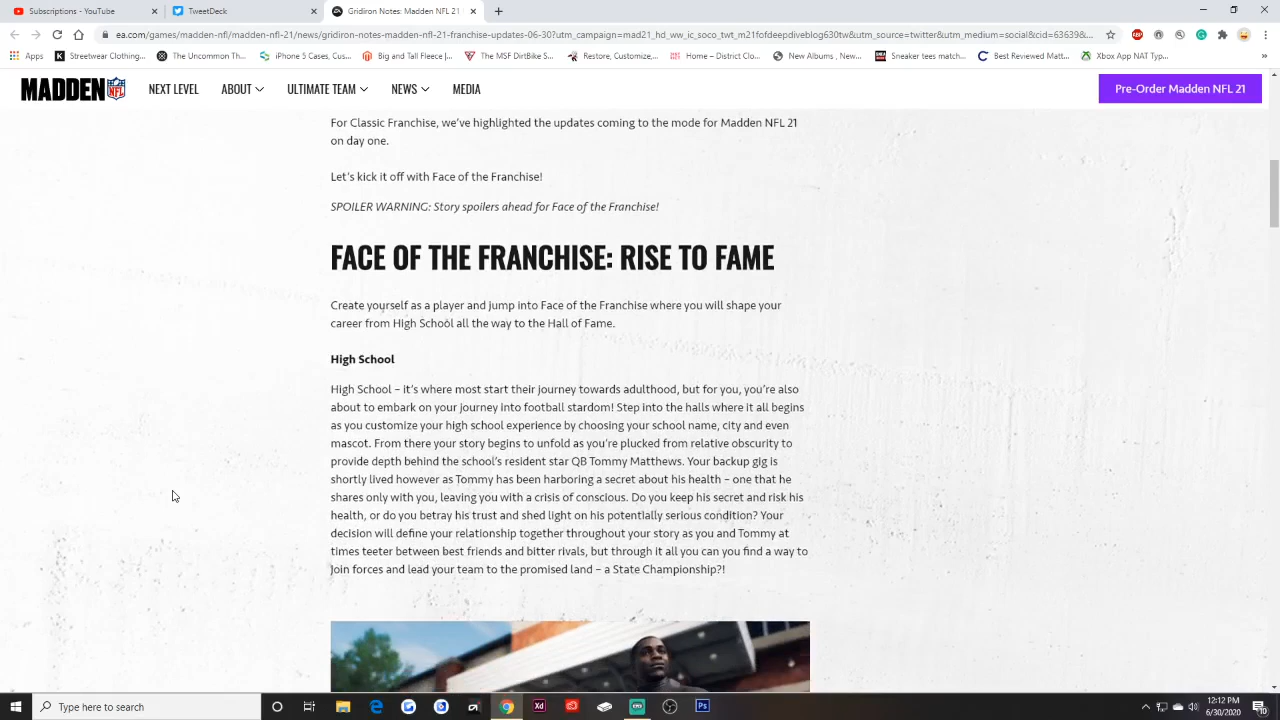 Subscriptions - YouTube
TweetDeck
Gridiron Notes- Madden NFL 21 F
ea.com/games/madden-nfl/madden-nfl-21/news/gridiron-notes-madden-nfl-21-franchise-updates-06-30?utm_campaign=mad21_hd_ww_ic_soco_twt_m21fofdeepdiveblog630tw&utm_source=twitter&utm_medium=social&cid=63639&...
Apps
Streetwear Clothing...
The Uncommon Th...
iPhone 5 Cases, Cus...
Big and Tall Fleece J...
The MSF DirtBike S...
Restore, Customize,...
Home – District Clo...
Sneaker tees match...
Best Reviewed Matt...
Xbox App NAT Typ...
MADDEN NFL
NEXT LEVEL
ABOUT
ULTIMATE TEAM
NEWS
MEDIA
Pre-Order Madden NFL 21
For Classic Franchise, we've highlighted the updates coming to the mode for Madden NFL 21
on day one.
Let's kick it off with Face of the Franchise!
SPOILER WARNING: Story spoilers ahead for Face of the Franchise!
FACE OF THE FRANCHISE: RISE TO FAME
Create yourself as a player and jump into Face of the Franchise where you will shape your
career from High School all the way to the Hall of Fame.
High School
High School – it's where most start their journey towards adulthood, but for you, you're also
about to embark on your journey into football stardom! Step into the halls where it all begins
as you customize your high school experience by choosing your school name, city and even
mascot. From there your story begins to unfold as you're plucked from relative obscurity to
provide depth behind the school's resident star QB Tommy Matthews. Your backup gig is
shortly lived however as Tommy has been harboring a secret about his health – one that he
shares only with you, leaving you with a crisis of conscious. Do you keep his secret and risk his
health, or do you betray his trust and shed light on his potentially serious condition? Your
decision will define your relationship together throughout your story as you and Tommy at
times teeter between best friends and bitter rivals, but through it all you can you find a way to
join forces and lead your team to the promised land – a State Championship?!
Type here to search
12:12 PM
6/30/2020